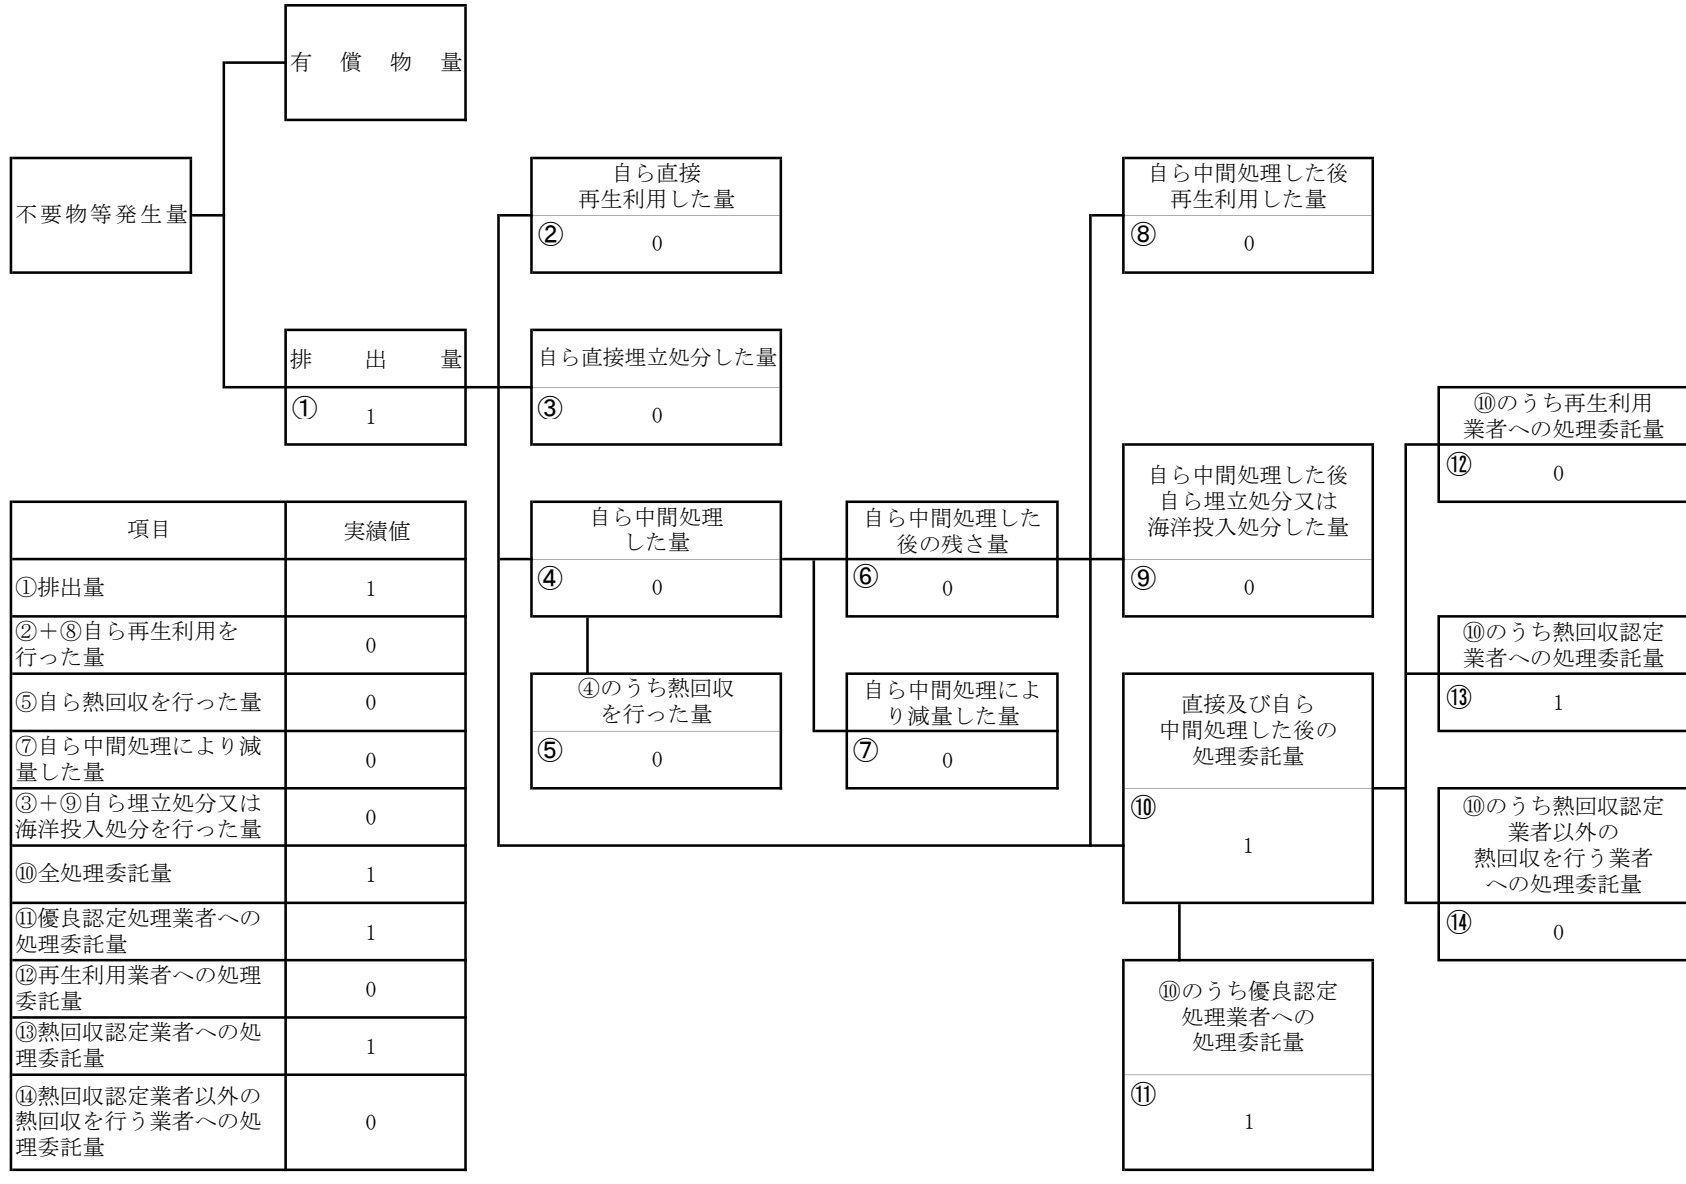 有償物量
不要物等発生量
排出量
① 1
自ら直接
再生利用した量
② 0
自ら直接埋立処分した量
③ 0
自ら中間処理
した量
④ 0
④のうち熱回収
を行った量
⑤ 0
自ら中間処理した
後の残さ量
⑥ 0
自ら中間処理によ
り減量した量
⑦ 0
自ら中間処理した後
再生利用した量
⑧ 0
自ら中間処理した後
自ら埋立処分又は
海洋投入処分した量
⑨ 0
直接及び自ら
中間処理した後の
処理委託量
⑩
1
⑩のうち優良認定
処理業者への
処理委託量
⑪
1
⑩のうち再生利用
業者への処理委託量
⑫ 0
⑩のうち熱回収認定
業者への処理委託量
⑬ 1
⑩のうち熱回収認定
業者以外の
熱回収を行う業者
への処理委託量
⑭ 0
項目 実績値
①排出量 1
②+⑧自ら再生利用を
行った量 0
⑤自ら熱回収を行った量 0
⑦自ら中間処理により減
量した量 0
③+⑨自ら埋立処分又は
海洋投入処分を行った量 0
⑩全処理委託量 1
⑪優良認定処理業者への
処理委託量 1
⑫再生利用業者への処理
委託量 0
⑬熱回収認定業者への処
理委託量 1
⑭熱回収認定業者以外の
熱回収を行う業者への処
理委託量 0